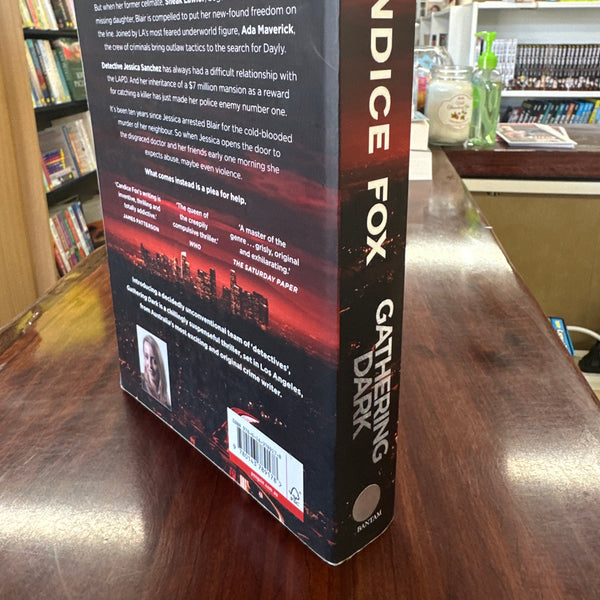 But when her former cellmate, Sneak Lawlor,
missing daughter, Blair is compelled to put her new-found freedom on
the line. Joined by LA's most feared underworld figure, Ada Maverick,
the crew of criminals bring outlaw tactics to the search for Dayly.
Detective Jessica Sanchez has always had a difficult relationship with
the LAPD. And her inheritance of a $7 million mansion as a reward
for catching a killer has just made her police enemy number one.
It's been ten years since Jessica arrested Blair for the cold-blooded
murder of her neighbour. So when Jessica opens the door to
the disgraced doctor and her friends early one morning she
expects abuse, maybe even violence.
What comes instead is a plea for help.
'Candice Fox's writing is
inventive, thrilling and
totally addictive.'
JAMES PATTERSON
'The queen of
the creepily
compulsive thriller.'
WHO
'A master of the
genre . . . grisly, original
and exhilarating.'
THE SATURDAY PAPER
Introducing a decidedly unconventional team of 'detectives',
Gathering Dark is a chillingly suspenseful thriller, set in Los Angeles,
from Australia's most exciting and original crime writer.
FSC
NDICE FOX
GATHERING
DARK
BANTAM